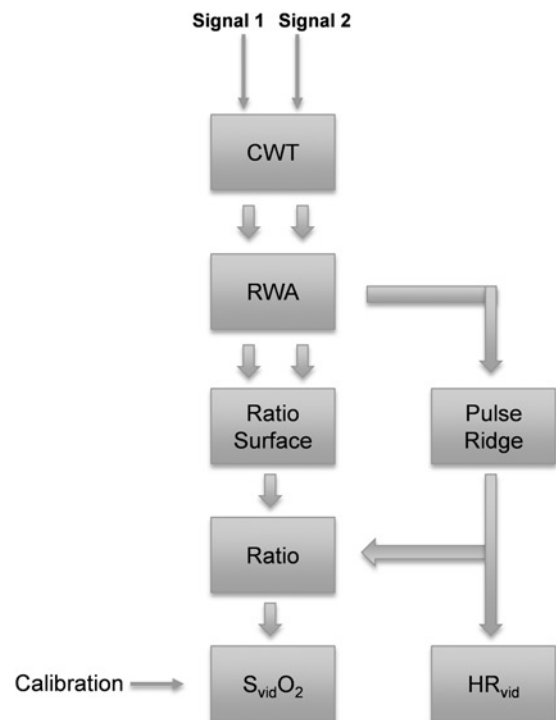 Signal 1 Signal 2
CWT
RWA
Ratio
Surface
Pulse
Ridge
Ratio
Calibration
SvidO2
HRvid